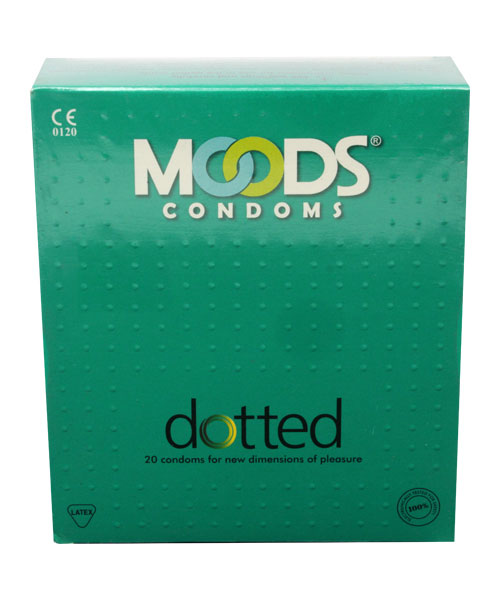 CE
0120
MOODS®
CONDOMS
dotted
20 condoms for new dimensions of pleasure
LATEX
100%